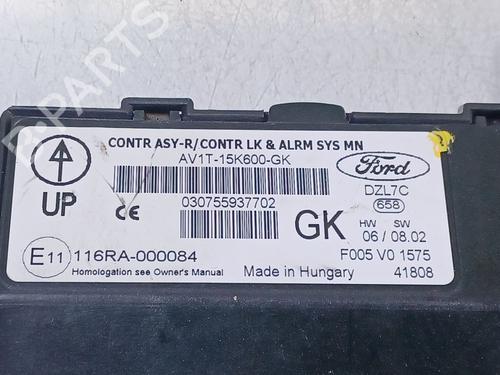 CONTR ASY-R/CONTR LK & ALRM SYS MN
AV1T-15K600-GK
Ford
UP
CE
030755937702
GK
DZL7C
658
HW SW
06 / 08.02
E11 116RA-000084
F005 V0 1575
Homologation see Owner's Manual
Made in Hungary
41808
B-PARTS